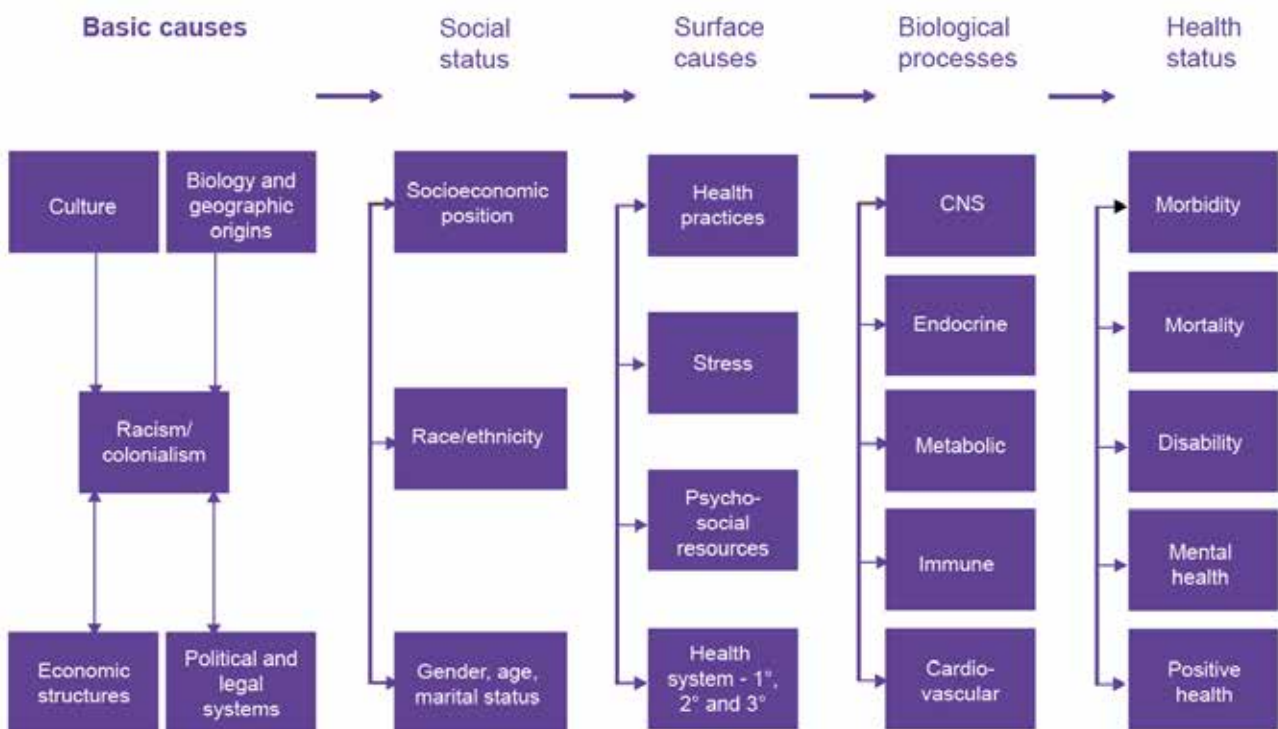 Basic causes
Social
status
Surface
causes
Biological
processes
Health
status
Culture
Biology and
geographic
origins
Racism/
colonialism
Economic
structures
Political and
legal
systems
Socioeconomic
position
Race/ethnicity
Gender, age,
marital status
Health
practices
Stress
Psycho-
social
resources
Health
system - 1°,
2° and 3°
CNS
Endocrine
Metabolic
Immune
Cardio-
vascular
Morbidity
Mortality
Disability
Mental
health
Positive
health